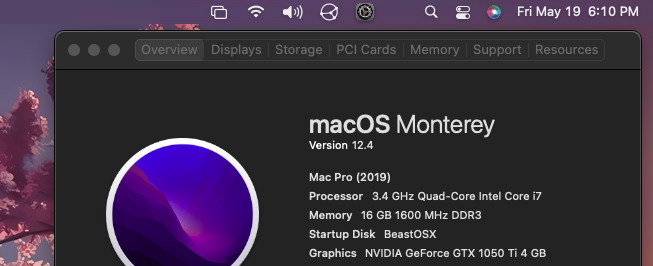 Fri May 19 6:10 PM
Overview Displays Storage PCI Cards Memory Support Resources
macOS Monterey
Version 12.4
Mac Pro (2019)
Processor 3.4 GHz Quad-Core Intel Core i7
Memory 16 GB 1600 MHz DDR3
Startup Disk BeastOSX
Graphics NVIDIA GeForce GTX 1050 Ti 4 GB